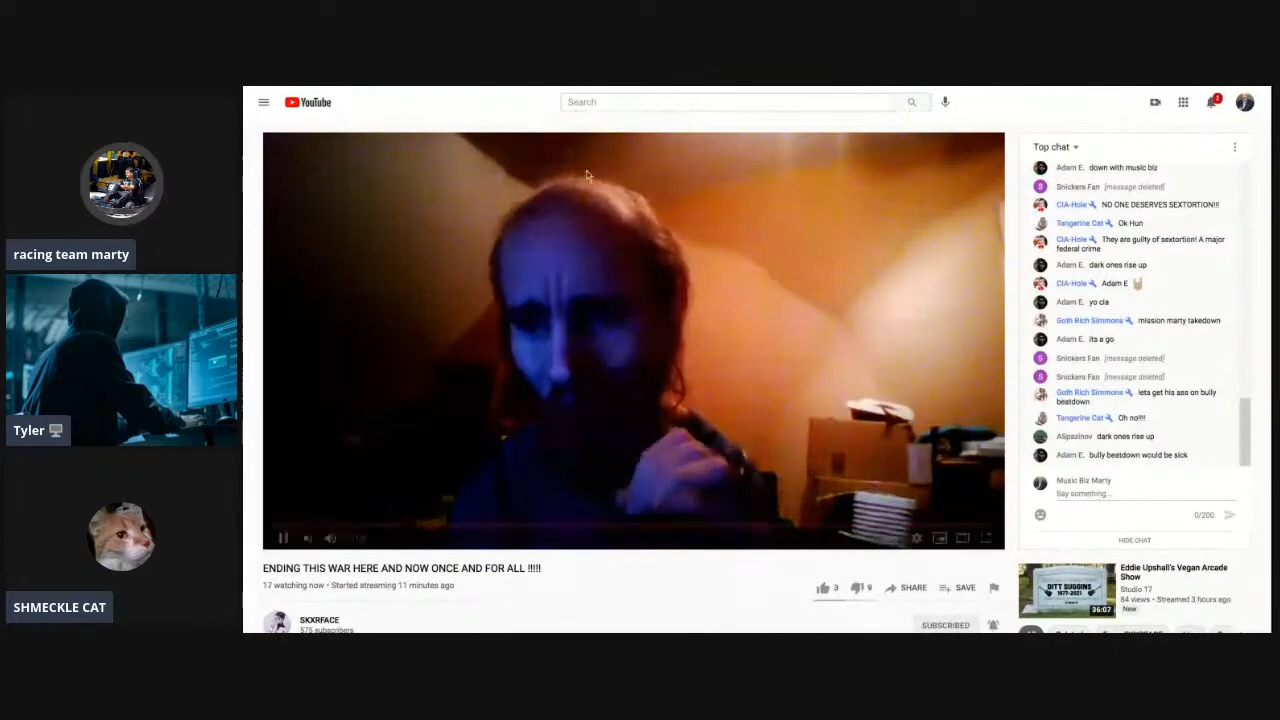 YouTube
Search
2
racing team marty
Tyler
SHMECKLE CAT
ENDING THIS WAR HERE AND NOW ONCE AND FOR ALL !!!!!
17 watching now • Started streaming 11 minutes ago
3
9
SHARE
SAVE
SKXRFACE
575 subscribers
SUBSCRIBED
Top chat
Adam E. down with music biz
S Snickers Fan [message deleted]
CIA-Hole NO ONE DESERVES SEXTORTION!!!
Tangerine Cat Ok Hun
CIA-Hole They are guilty of sextortion! A major
federal crime
Adam E. dark ones rise up
CIA-Hole Adam E
Adam E. yo cia
Goth Rich Simmons mission marty takedown
Adam E. its a go
S Snickers Fan [message deleted]
S Snickers Fan [message deleted]
Goth Rich Simmons lets get his ass on bully
beatdown
Tangerine Cat Oh no!!!!
ASpazinov dark ones rise up
Adam E. bully beatdown would be sick
Music Biz Marty
Say something...
0/200
HIDE CHAT
DITT SUGGINS
1977-2021
36:07
Eddie Upshall's Vegan Arcade
Show
Studio 17
84 views • Streamed 3 hours ago
New